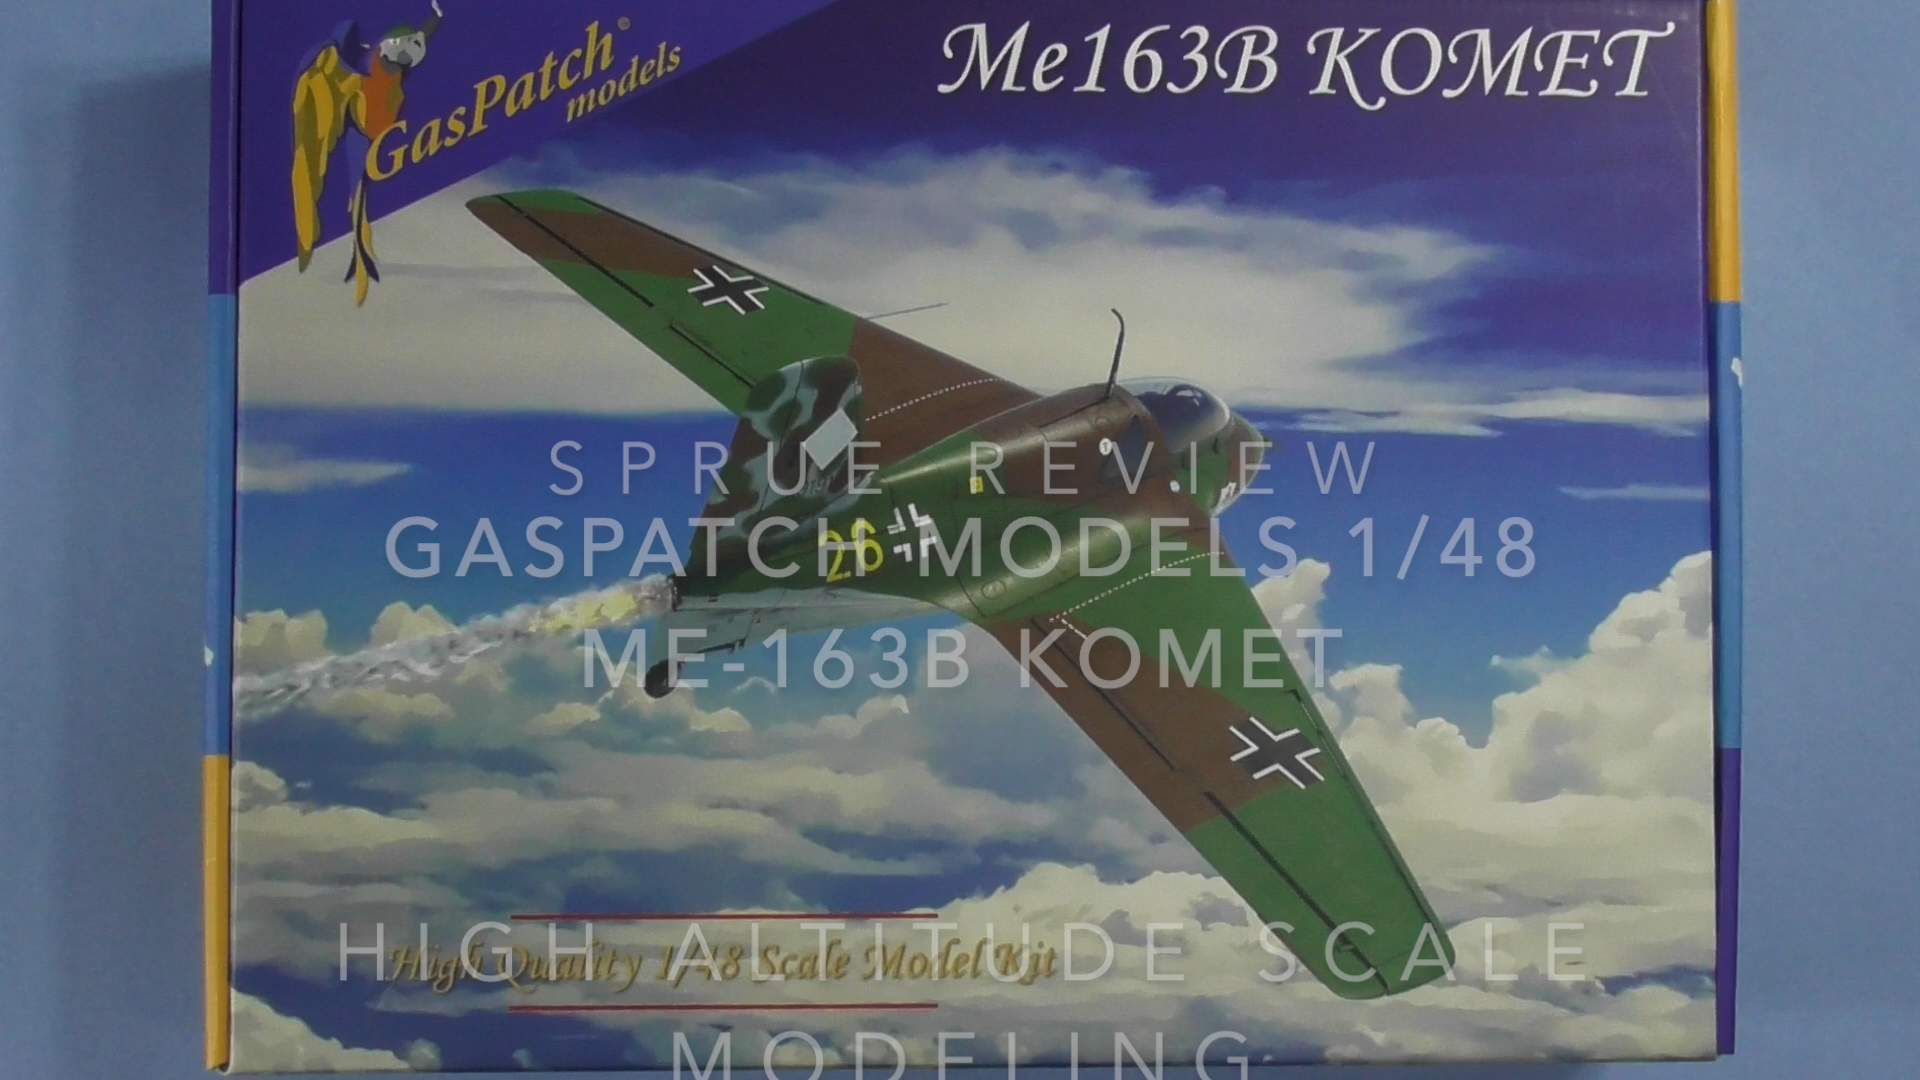 GasPatch®
models
Me163B KOMET
SPRUE REVIEW
GASPATCH MODELS 1/48
26
ME-163B KOMET
High Quality 1/48 Scale Model Kit
HIGH ALTITUDE SCALE
MODELING